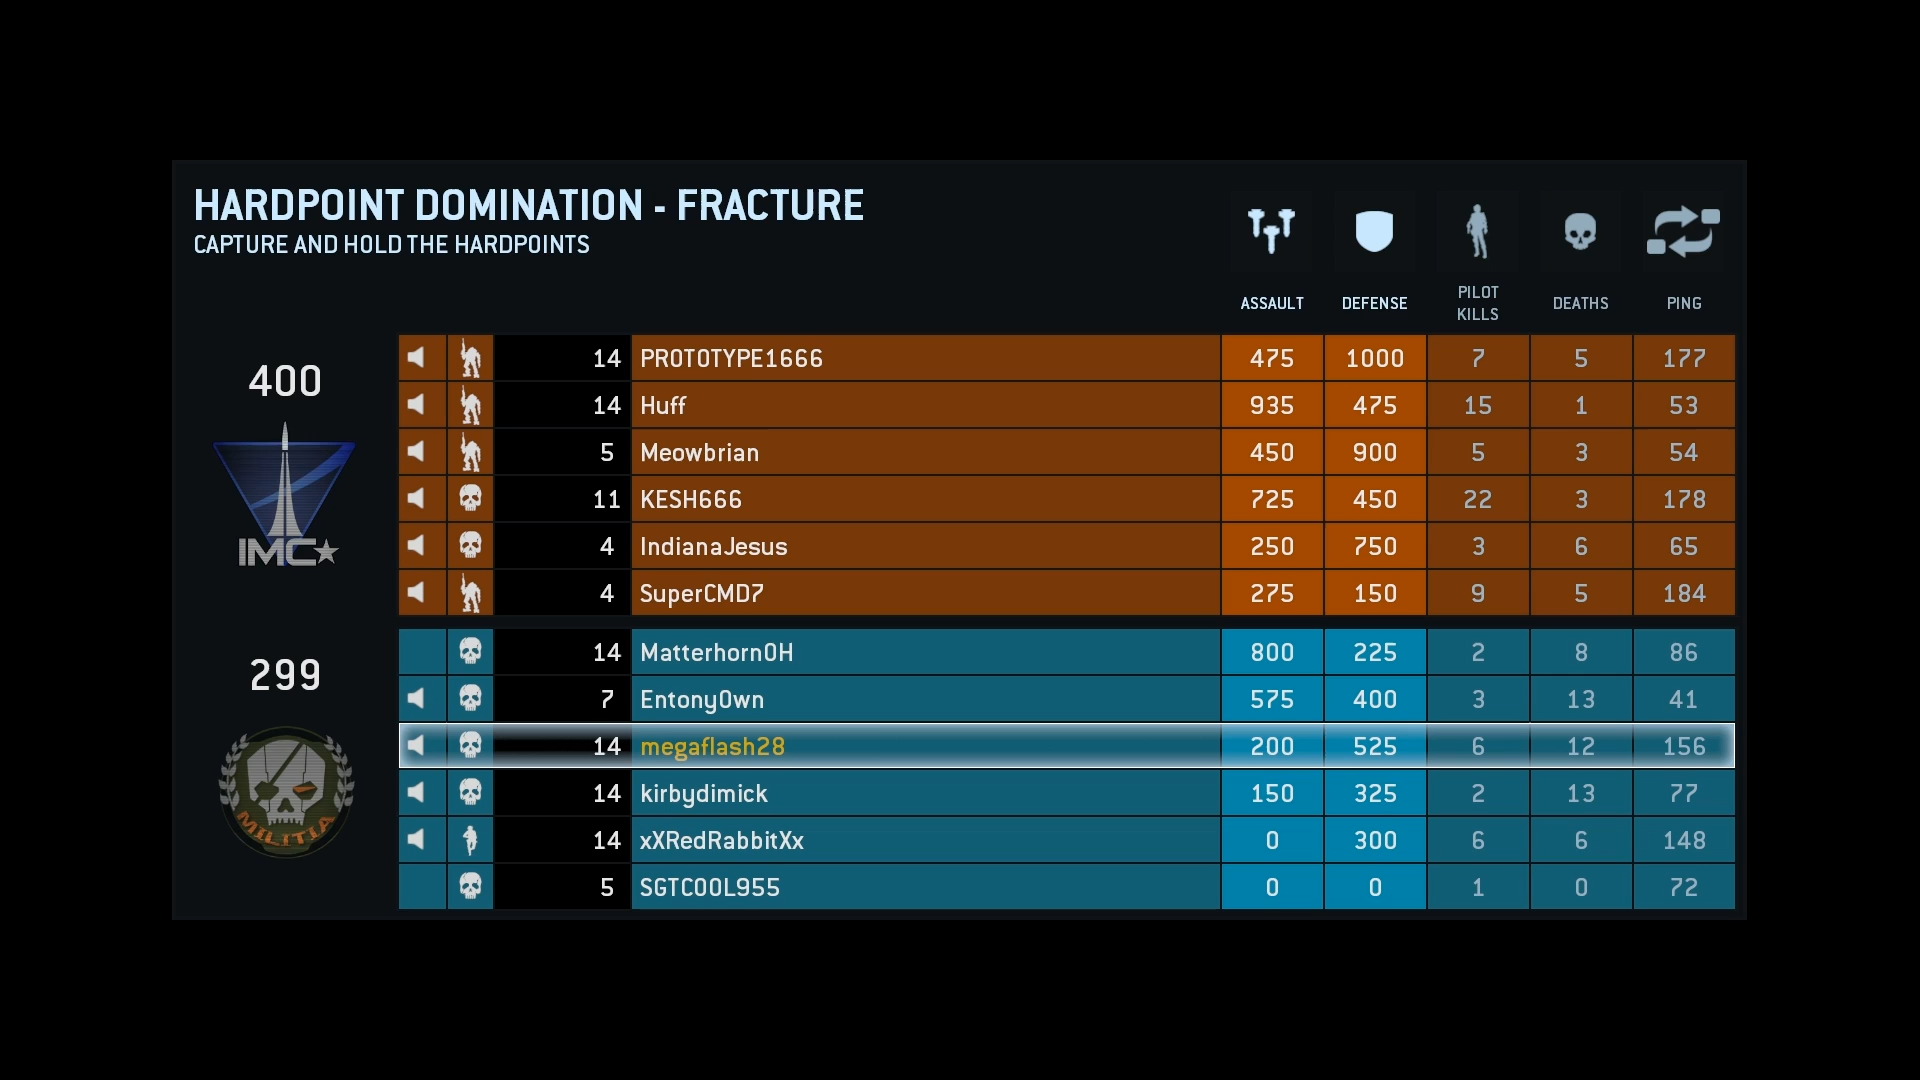 HARDPOINT DOMINATION - FRACTURE
CAPTURE AND HOLD THE HARDPOINTS
ASSAULT DEFENSE PILOT KILLS DEATHS PING
400
IMC
14 PROTOTYPE1666 475 1000 7 5 177
14 Huff 935 475 15 1 53
5 Meowbrian 450 900 5 3 54
11 KESH666 725 450 22 3 178
4 IndianaJesus 250 750 3 6 65
4 SuperCMD7 275 150 9 5 184
299
MILITIA
14 MatterhornOH 800 225 2 8 86
7 EntonyOwn 575 400 3 13 41
14 megaflash28 200 525 6 12 156
14 kirbydimick 150 325 2 13 77
14 xXRedRabbitXx 0 300 6 6 148
5 SGTCOOL955 0 0 1 0 72